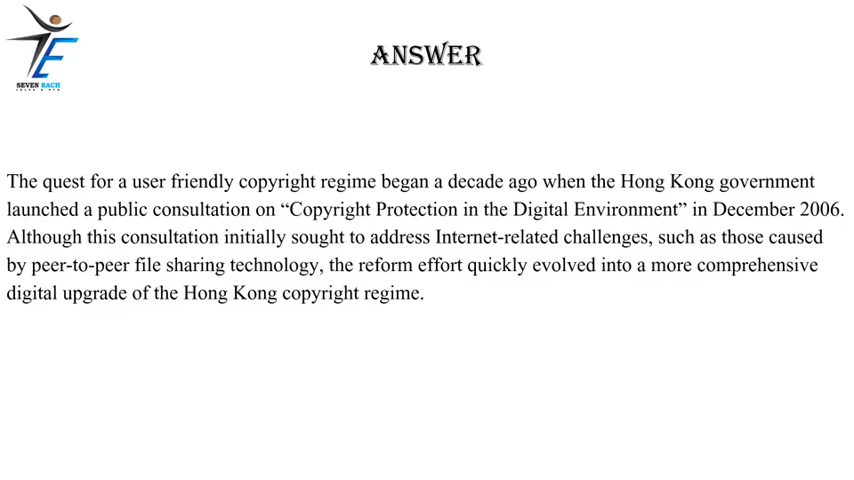 SEVEN EACH
IELTS & PTE
ANSWER
The quest for a user friendly copyright regime began a decade ago when the Hong Kong government
launched a public consultation on “Copyright Protection in the Digital Environment” in December 2006.
Although this consultation initially sought to address Internet-related challenges, such as those caused
by peer-to-peer file sharing technology, the reform effort quickly evolved into a more comprehensive
digital upgrade of the Hong Kong copyright regime.